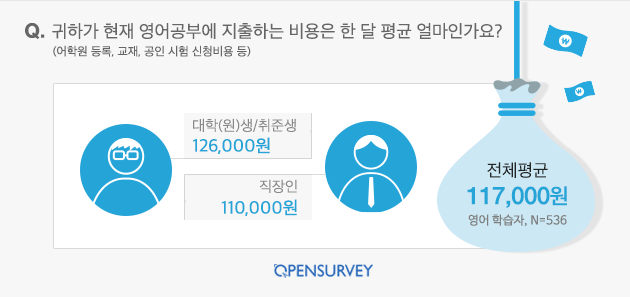 Q. 귀하가 현재 영어공부에 지출하는 비용은 한 달 평균 얼마인가요?
(어학원 등록, 교재, 공인 시험 신청비용 등)
대학(원)생/취준생
126,000원
직장인
110,000원
전체평균
117,000원
영어 학습자, N=536
OPENSURVEY